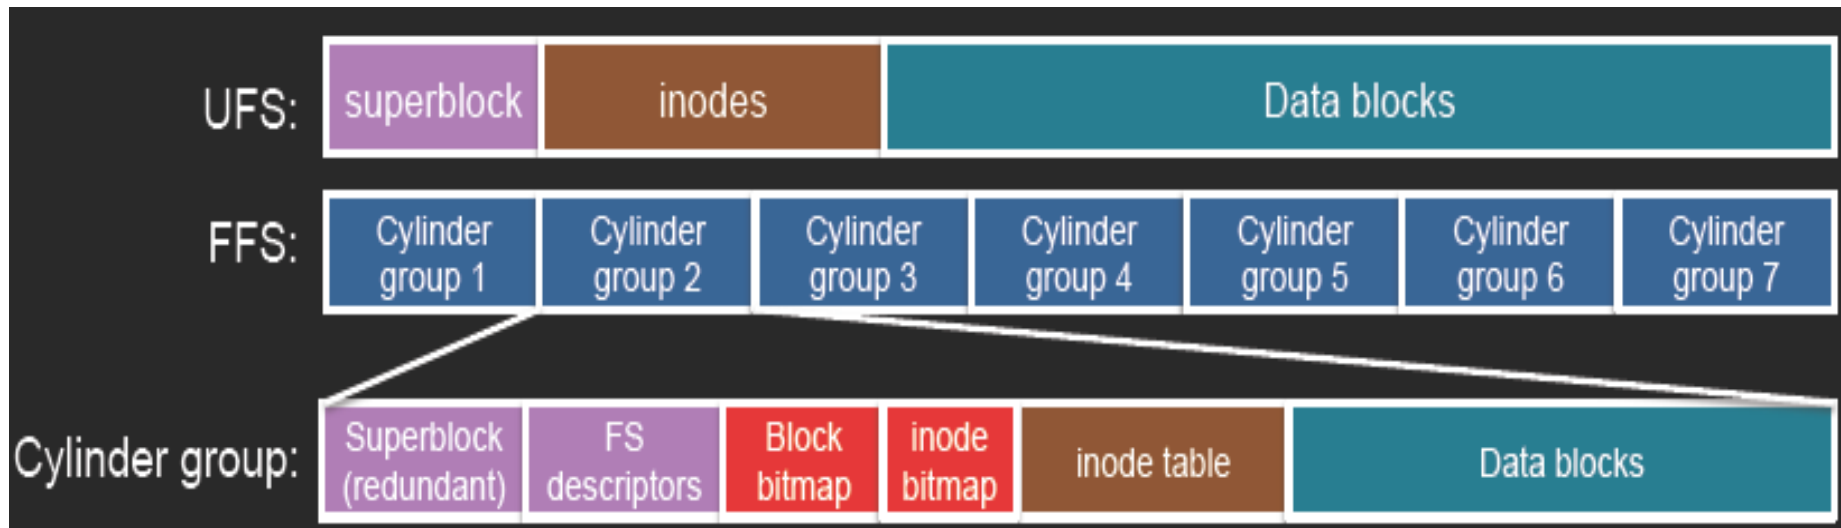 UFS: superblock inodes Data blocks
FFS:
Cylinder
group 1
Cylinder
group 2
Cylinder
group 3
Cylinder
group 4
Cylinder
group 5
Cylinder
group 6
Cylinder
group 7
Cylinder group:
Superblock
(redundant)
FS
descriptors
Block
bitmap
inode
bitmap
inode table
Data blocks